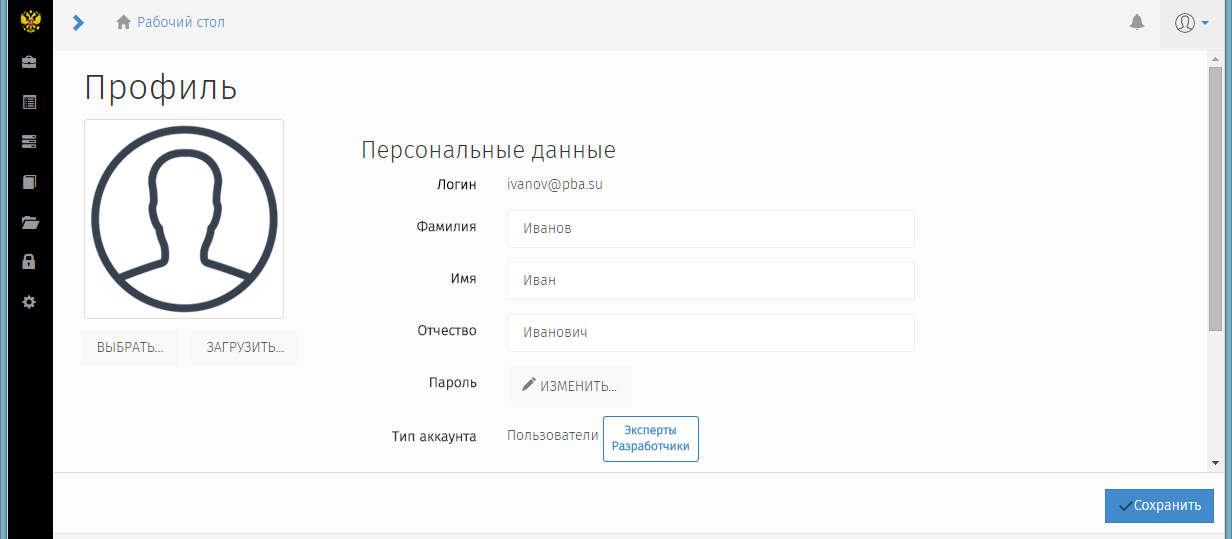 Рабочий стол
Профиль
Персональные данные
Логин ivanov@pba.su
Фамилия Иванов
Имя Иван
Отчество Иванович
ВЫБРАТЬ... ЗАГРУЗИТЬ...
Пароль ИЗМЕНИТЬ...
Тип аккаунта Пользователи Эксперты
Разработчики
Сохранить